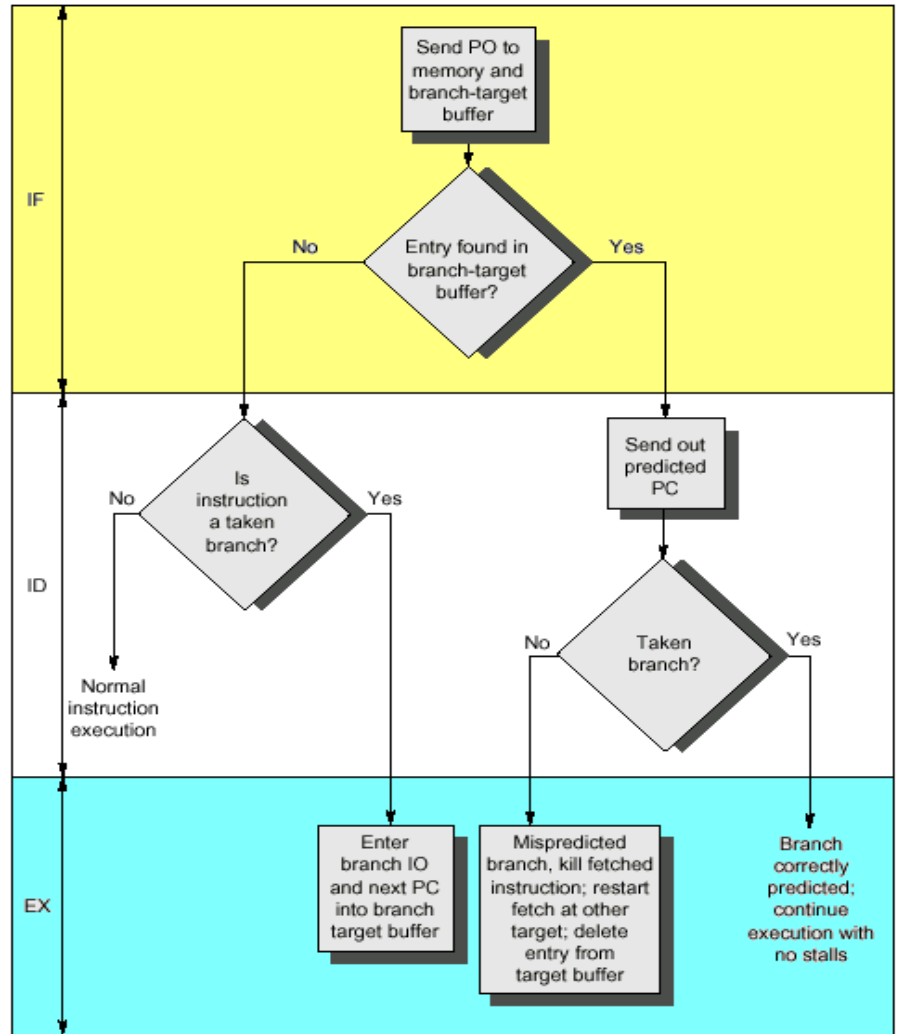 Send PO to
memory and
branch-target
buffer
IF
No
Entry found in
branch-target
buffer?
Yes
Is
instruction
a taken
branch?
No
Yes
Send out
predicted
PC
ID
No
Taken
branch?
Yes
Normal
instruction
execution
EX
Enter
branch IO
and next PC
into branch
target buffer
Mispredicted
branch, kill fetched
instruction; restart
fetch at other
target; delete
entry from
target buffer
Branch
correctly
predicted;
continue
execution with
no stalls